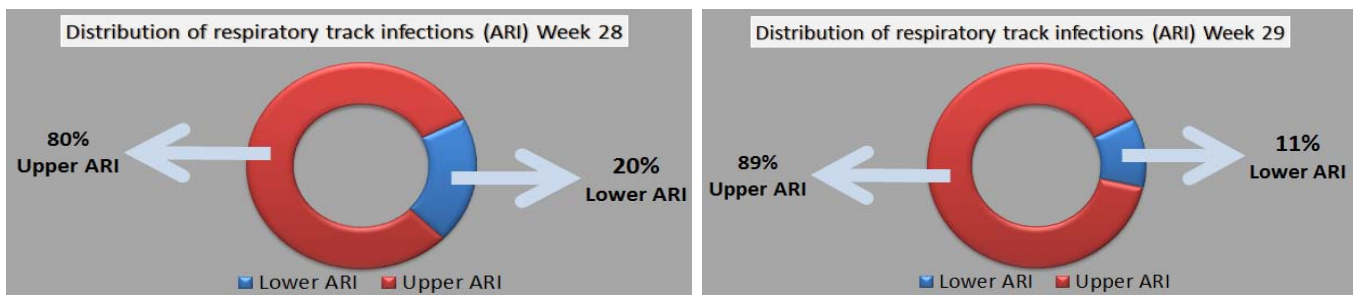 Distribution of respiratory track infections (ARI) Week 28
80%
Upper ARI
20%
Lower ARI
Lower ARI Upper ARI
Distribution of respiratory track infections (ARI) Week 29
89%
Upper ARI
11%
Lower ARI
Lower ARI Upper ARI